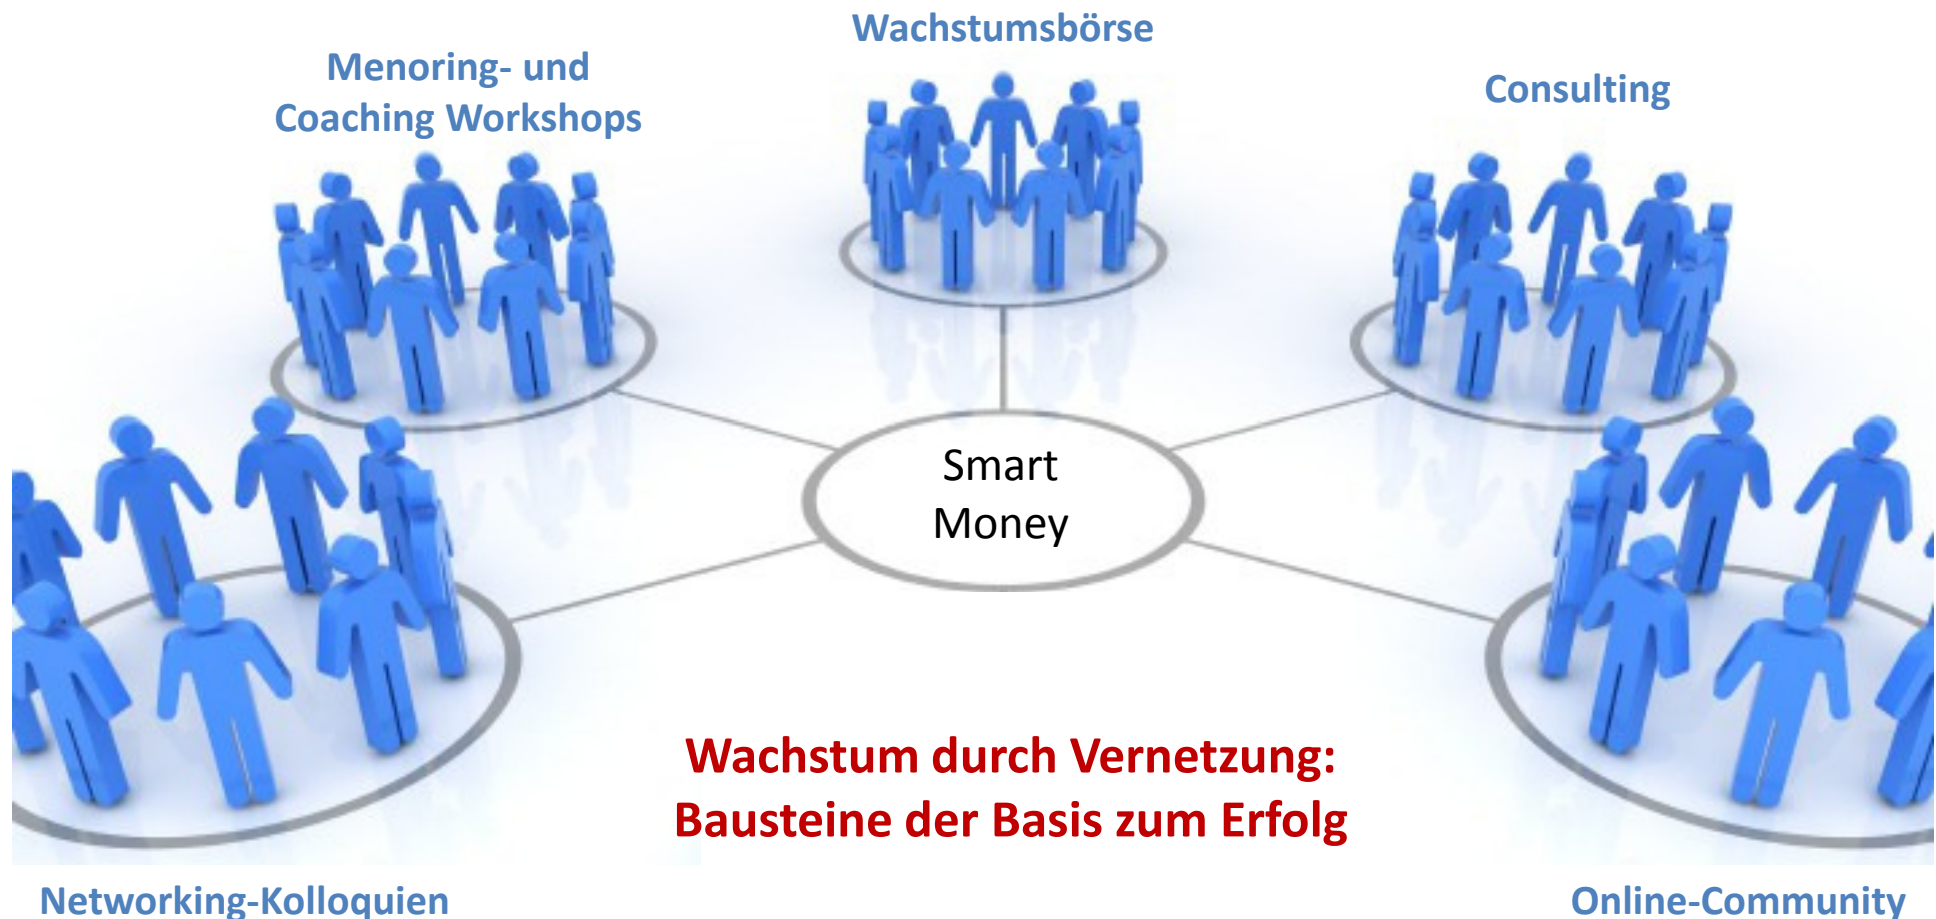 Wachstumsbörse
Menoring- und
Coaching Workshops
Consulting
Smart
Money
Wachstum durch Vernetzung:
Bausteine der Basis zum Erfolg
Networking-Kolloquien
Online-Community